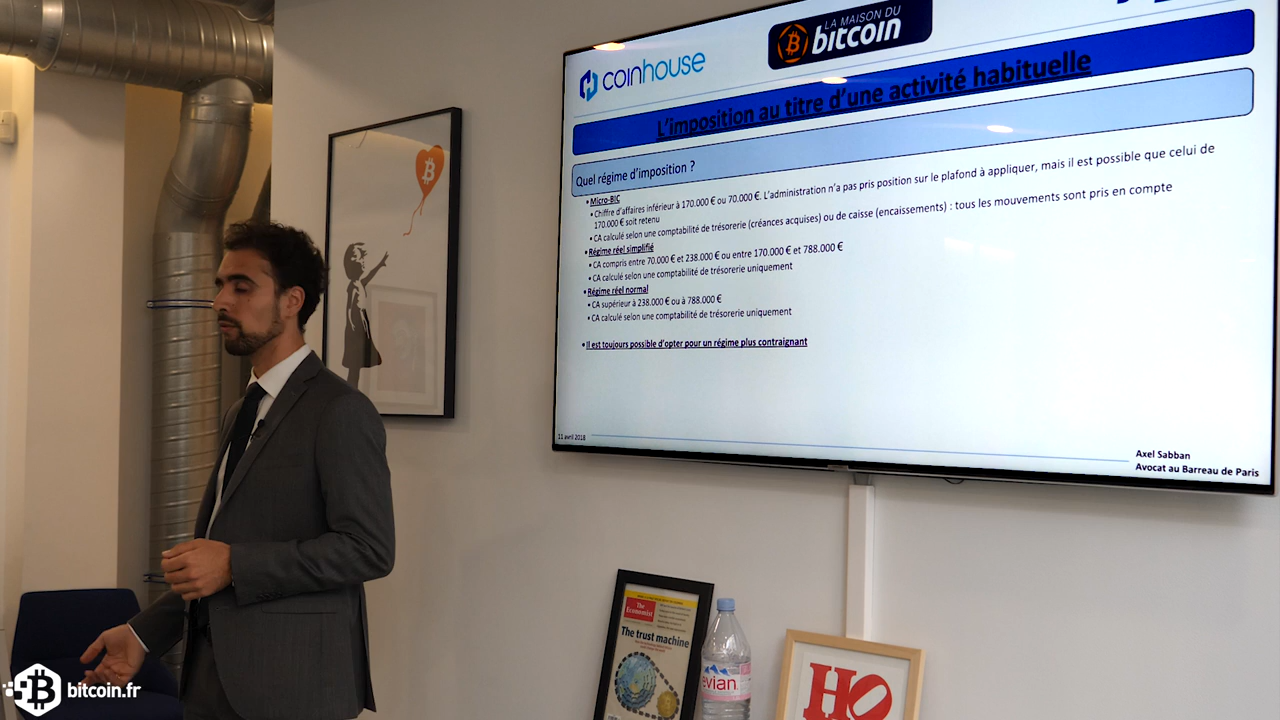 coinhouse
LA MAISON DU
bitcoin
L'imposition au titre d'une activité habituelle
Quel régime d'imposition ?
• Micro-BIC
• Chiffre d'affaires inférieur à 170.000 € ou 70.000 €. L'administration n'a pas pris position sur le plafond à appliquer, mais il est possible que celui de
170.000 € soit retenu
• CA calculé selon une comptabilité de trésorerie (créances acquises) ou de caisse (encaissements) : tous les mouvements sont pris en compte
• Régime réel simplifié
• CA compris entre 70.000 € et 238.000 € ou entre 170.000 € et 788.000 €
• CA calculé selon une comptabilité de trésorerie uniquement
• Régime réel normal
• CA supérieur à 238.000 € ou à 788.000 €
• CA calculé selon une comptabilité de trésorerie uniquement
• Il est toujours possible d'opter pour un régime plus contraignant
11 avril 2018
Axel Sabban
Avocat au Barreau de Paris
The
Economist
The trust machine
evian
HO
bitcoin.fr